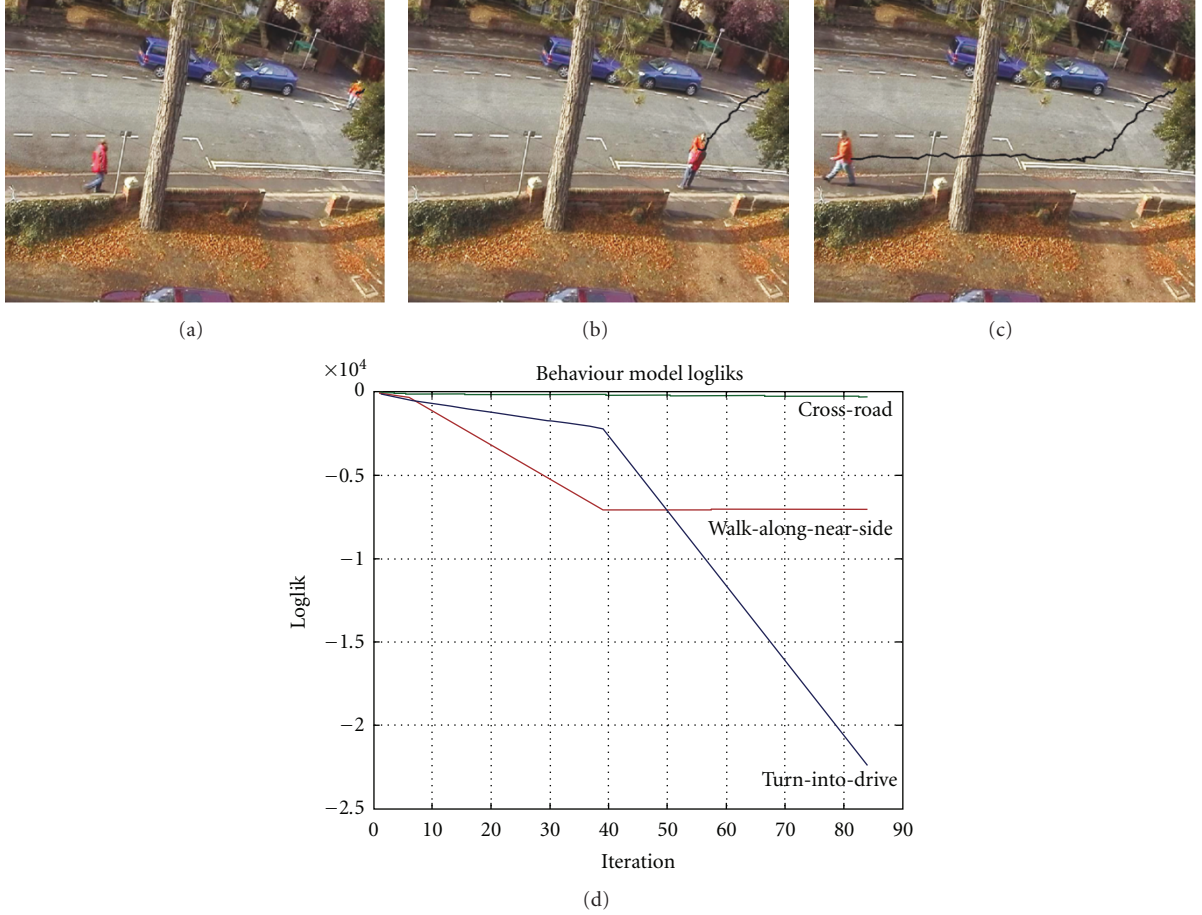 (a)
(b)
(c)
×10⁴
Behaviour model logliks
0
−0.5
−1
−1.5
−2
−2.5
Loglik
Cross-road
Walk-along-near-side
Turn-into-drive
0 10 20 30 40 50 60 70 80 90
Iteration
(d)